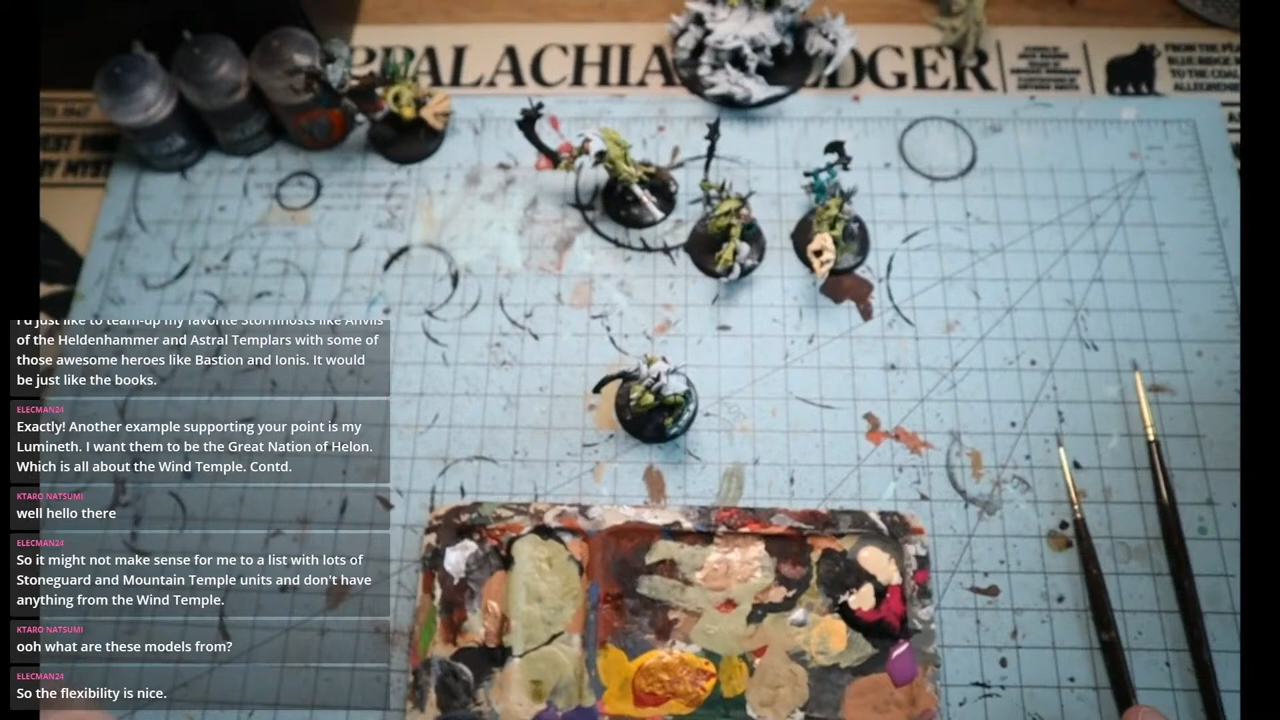 PPALACHIA
EDGER
I'd just like to team-up my favorite Stormhosts like Anvils
of the Heldenhammer and Astral Templars with some of
those awesome heroes like Bastion and Ionis. It would
be just like the books.
ELECMAN24
Exactly! Another example supporting your point is my
Lumineth. I want them to be the Great Nation of Helon.
Which is all about the Wind Temple. Contd.
KTARO NATSUMI
well hello there
ELECMAN24
So it might not make sense for me to a list with lots of
Stoneguard and Mountain Temple units and don't have
anything from the Wind Temple.
KTARO NATSUMI
ooh what are these models from?
ELECMAN24
So the flexibility is nice.